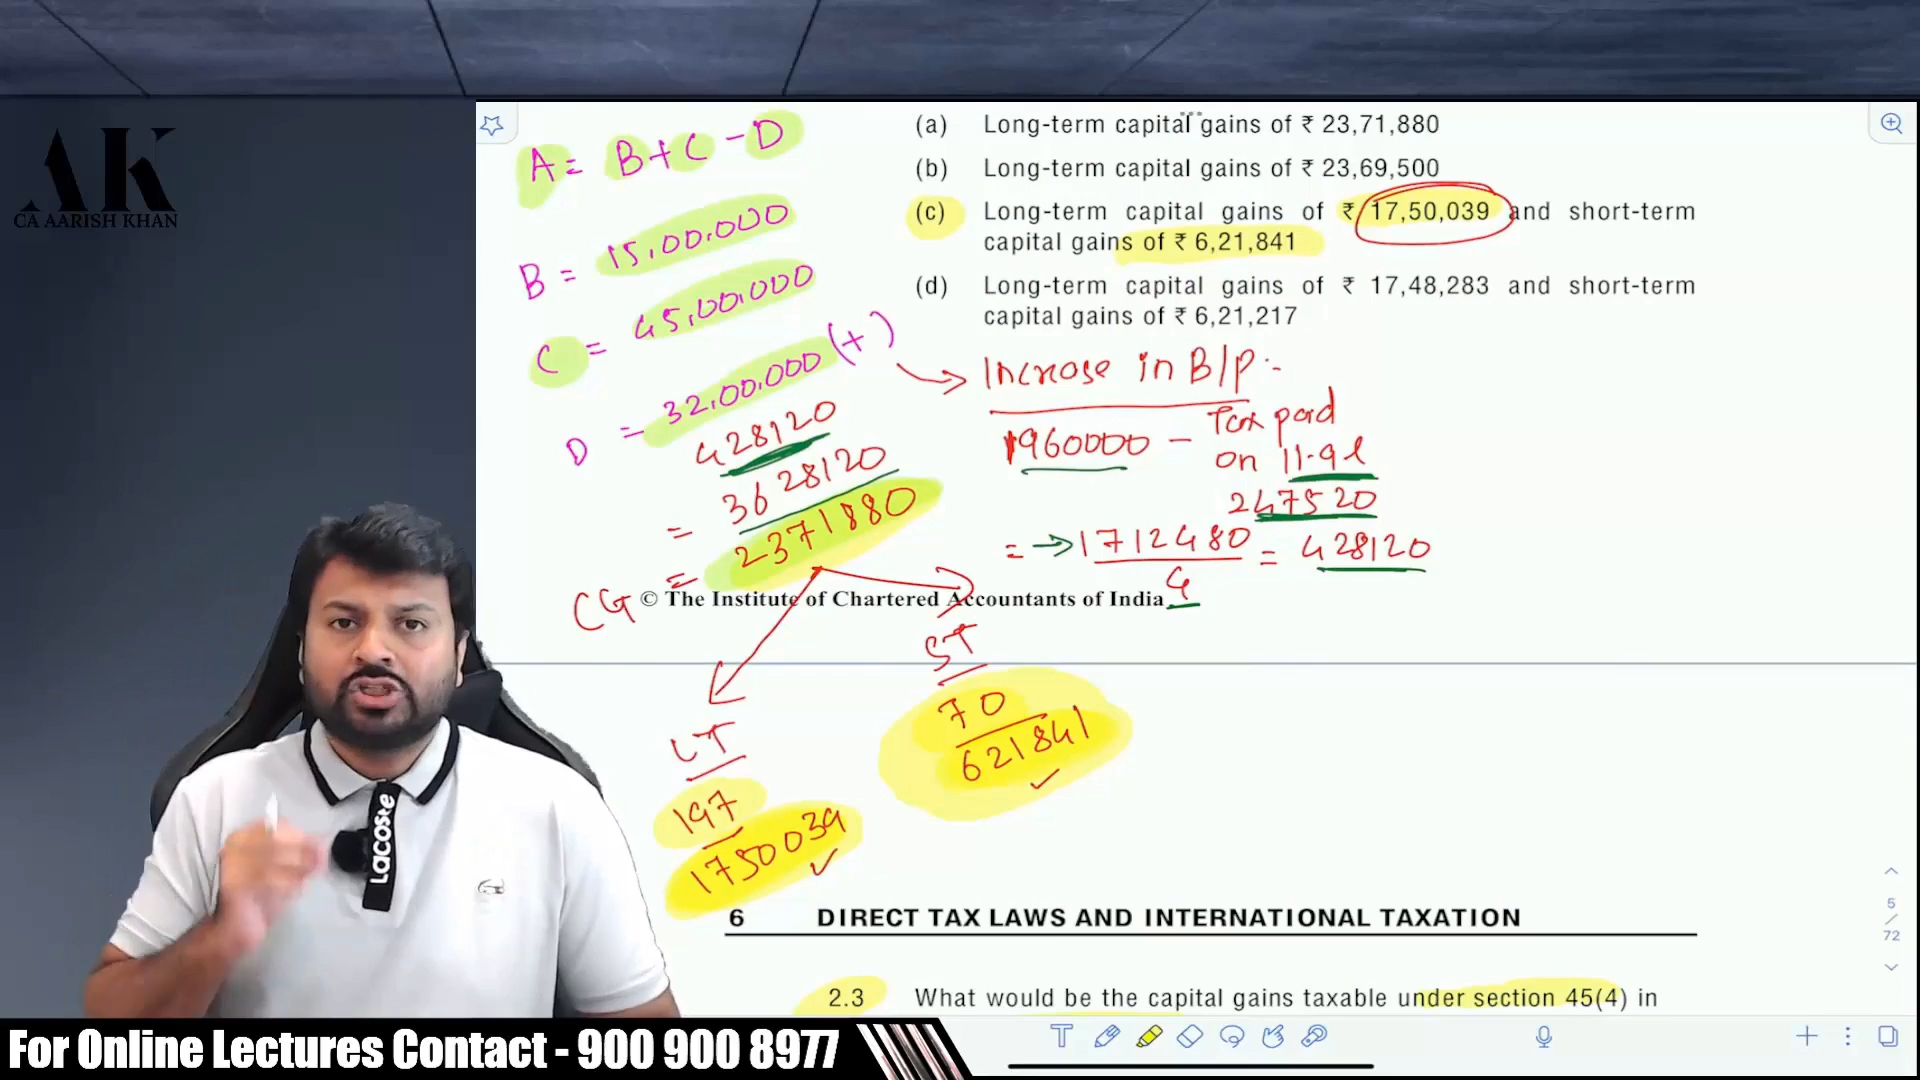 AK
CA AARISH KHAN
A = B + C - D
B = 15,00,000
C = 45,00,000
D = 32,00,000 (+)
428120
= 3628120
CG = 2371880
LT
197
1750039
ST
70
621841
(a) Long-term capital gains of ₹ 23,71,880
(b) Long-term capital gains of ₹ 23,69,500
(c) Long-term capital gains of ₹ 17,50,039 and short-term
capital gains of ₹ 6,21,841
(d) Long-term capital gains of ₹ 17,48,283 and short-term
capital gains of ₹ 6,21,217
Increase in B/P:-
1960000 - Tax paid
on 11.9l
247520
= → 1712480 = 428120
4
© The Institute of Chartered Accountants of India
6 DIRECT TAX LAWS AND INTERNATIONAL TAXATION
2.3 What would be the capital gains taxable under section 45(4) in
5
/
72
LACOSTE
For Online Lectures Contact - 900 900 8977